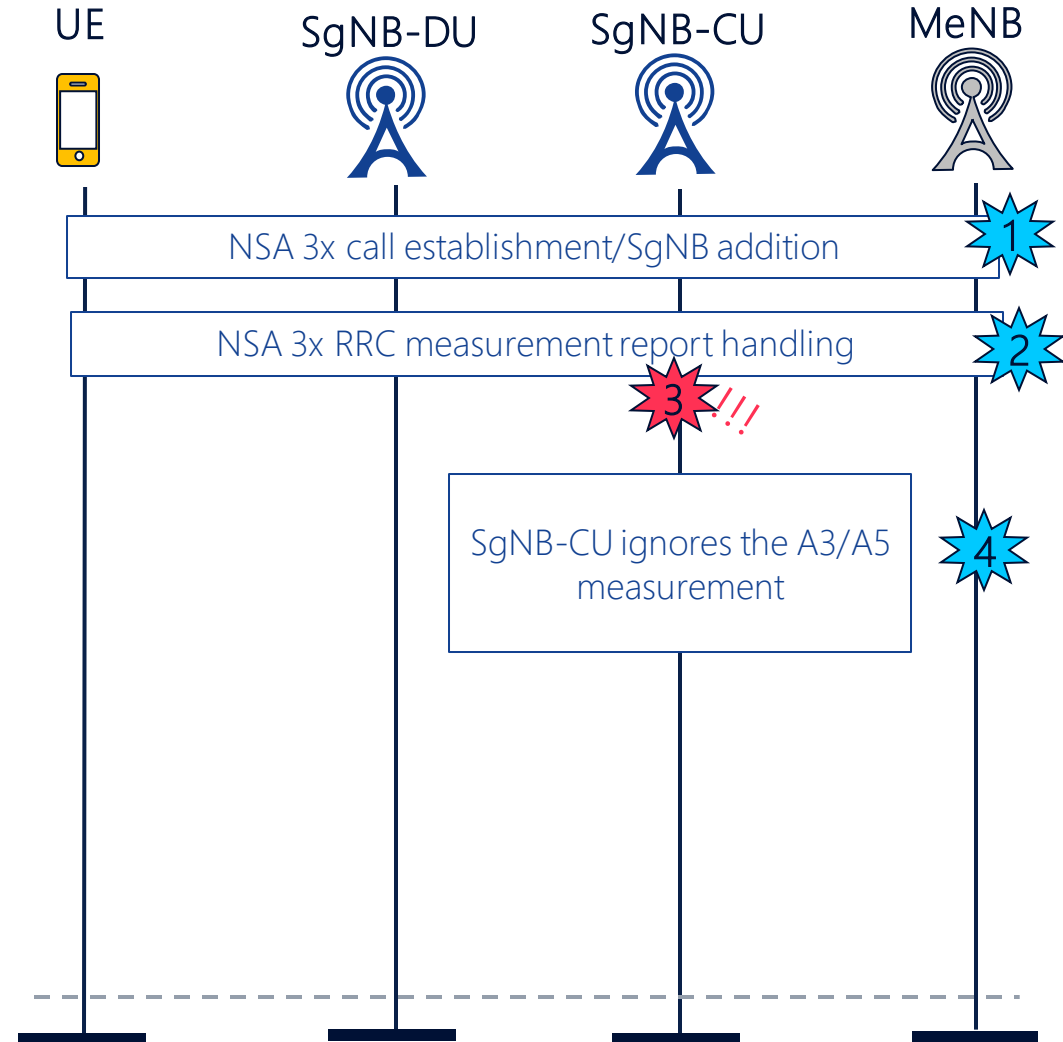 UE
SgNB-DU
SgNB-CU
MeNB
NSA 3x call establishment/SgNB addition
1
NSA 3x RRC measurement report handling
2
3
!!!
SgNB-CU ignores the A3/A5
measurement
4